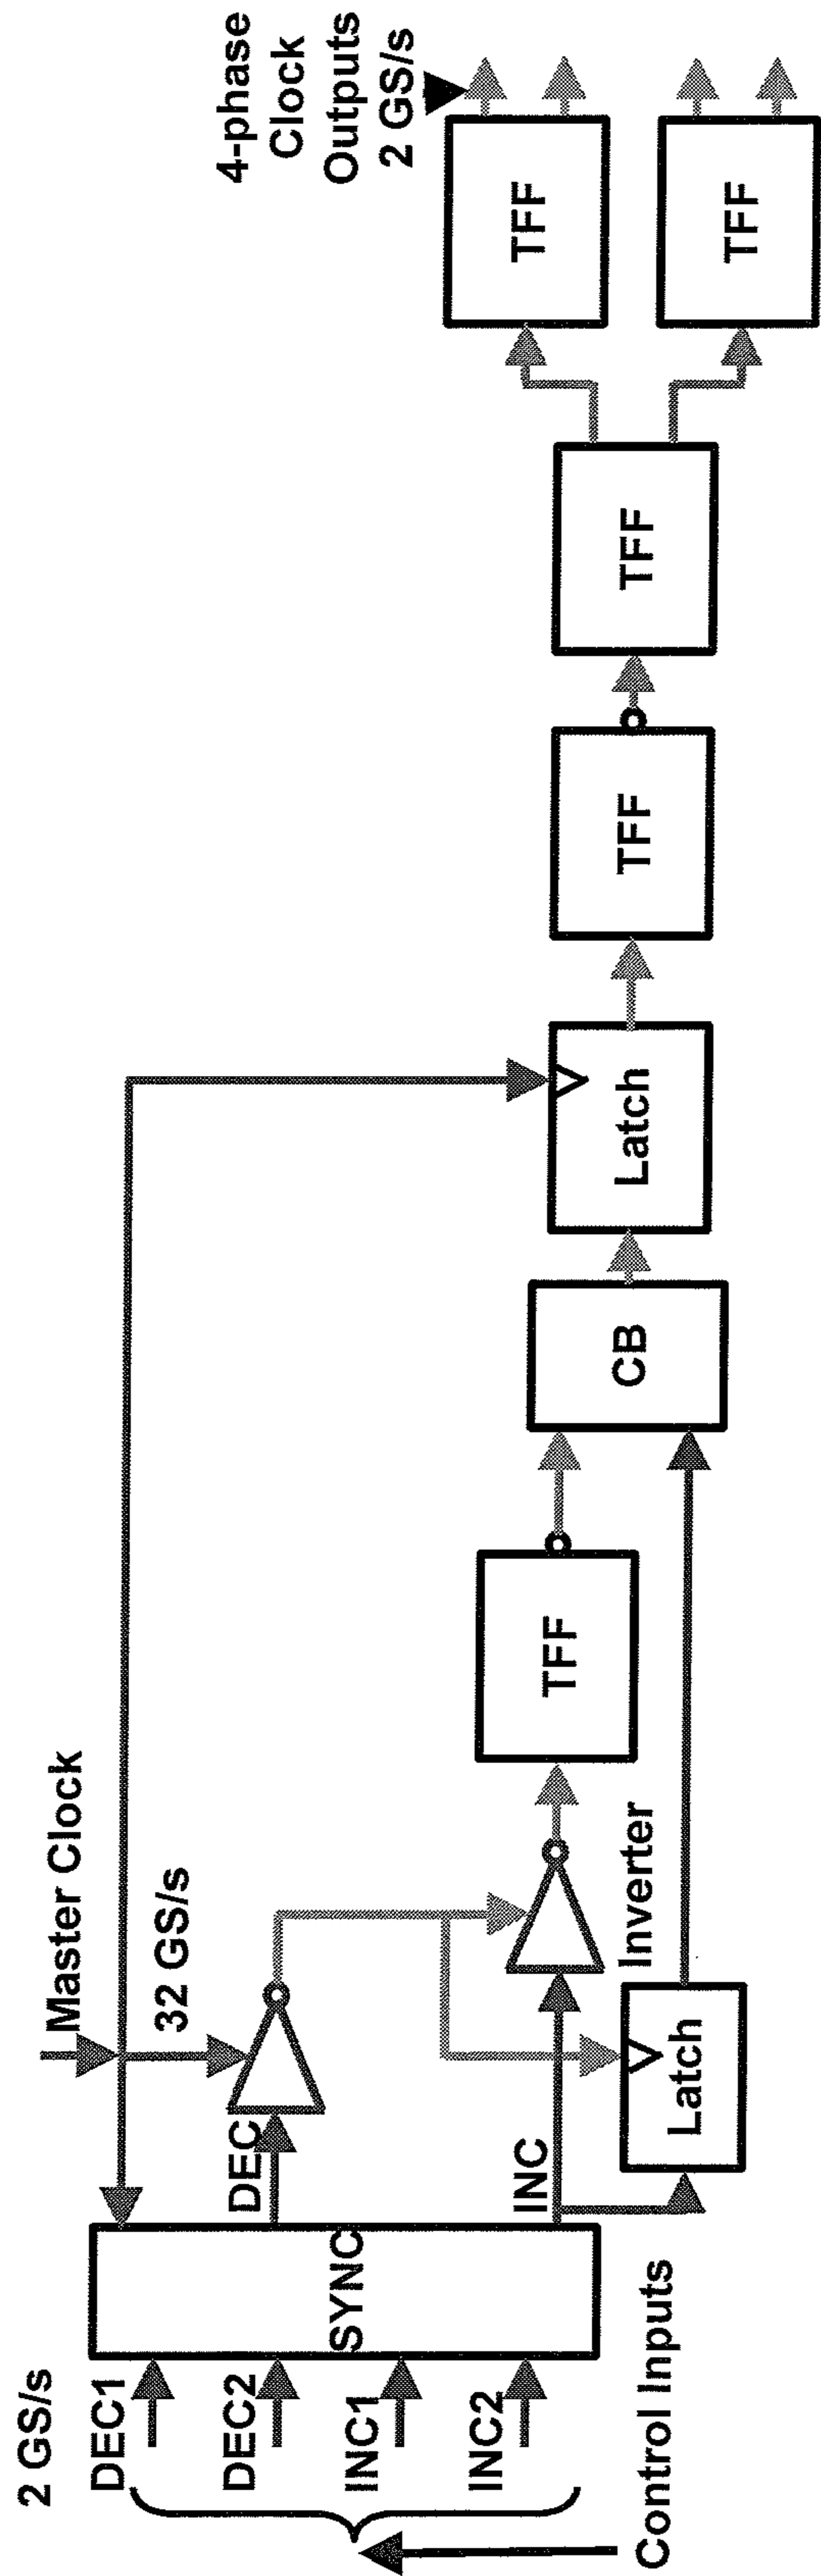 2 GS/s
DEC1
DEC2
INC1
INC2
Control Inputs
SYNC
DEC
INC
Master Clock
32 GS/s
Latch
Inverter
TFF
CB
Latch
TFF
TFF
TFF
TFF
4-phase
Clock
Outputs
2 GS/s